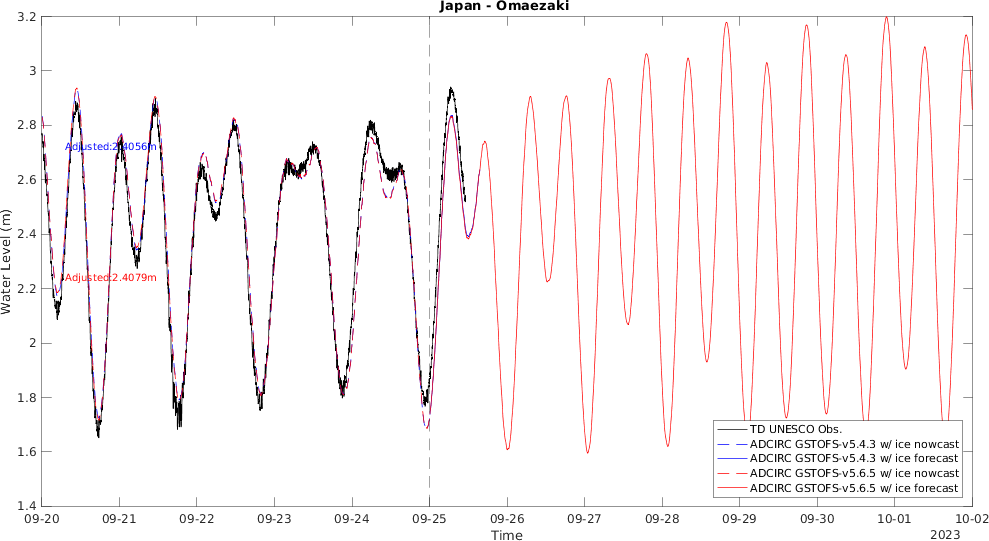 Japan - Omaezaki
3.2
3
2.8
2.6
2.4
2.2
2
1.8
1.6
1.4
Water Level (m)
Adjusted:2.4056m
Adjusted:2.4079m
TD UNESCO Obs.
ADCIRC GSTOFS-v5.4.3 w/ ice nowcast
ADCIRC GSTOFS-v5.4.3 w/ ice forecast
ADCIRC GSTOFS-v5.6.5 w/ ice nowcast
ADCIRC GSTOFS-v5.6.5 w/ ice forecast
09-20 09-21 09-22 09-23 09-24 09-25 09-26 09-27 09-28 09-29 09-30 10-01 10-02
Time
2023